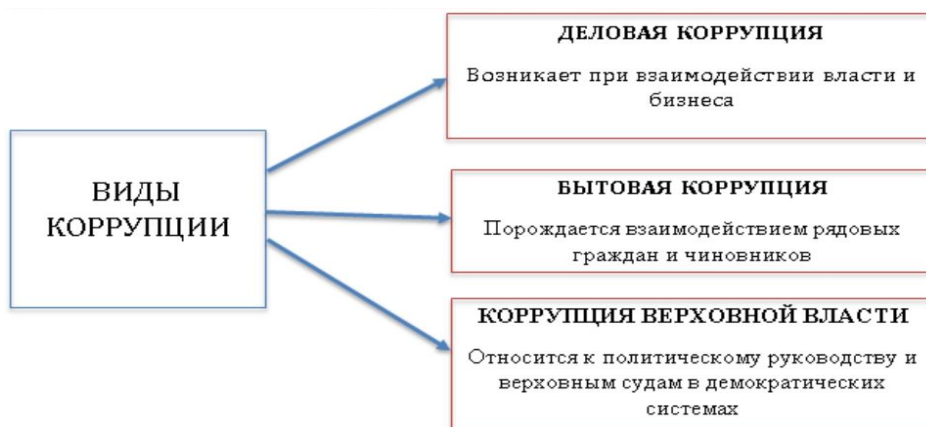 ВИДЫ
КОРРУПЦИИ
ДЕЛОВАЯ КОРРУПЦИЯ
Возникает при взаимодействии власти и
бизнеса
БЫТОВАЯ КОРРУПЦИЯ
Порождается взаимодействием рядовых
граждан и чиновников
КОРРУПЦИЯ ВЕРХОВНОЙ ВЛАСТИ
Относится к политическому руководству и
верховным судам в демократических
системах